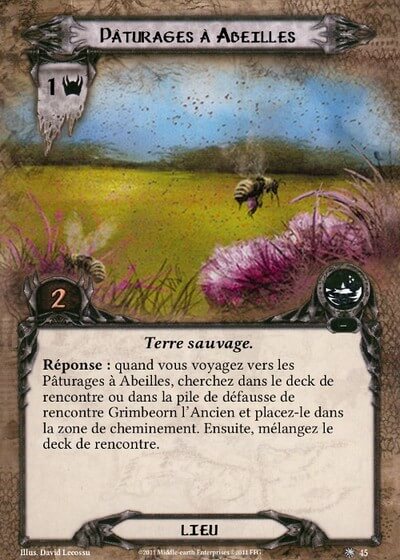 Pâturages à Abeilles
1
2
–
Terre sauvage.
Réponse : quand vous voyagez vers les
Pâturages à Abeilles, cherchez dans le deck de
rencontre ou dans la pile de défausse de
rencontre Grimbeorn l'Ancien et placez-le dans
la zone de cheminement. Ensuite, mélangez le
deck de rencontre.
LIEU
Illus. David Lecossu ©2011 Middle-earth Enterprises ©2011 FFG 45